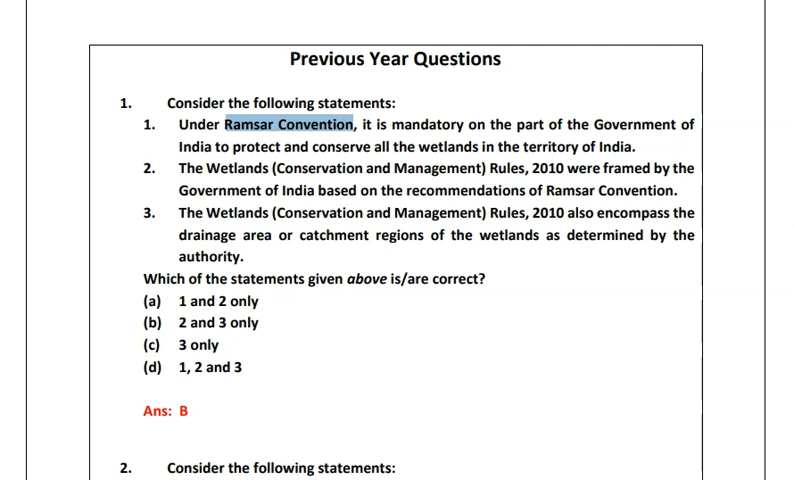 Previous Year Questions
1. Consider the following statements:
1. Under Ramsar Convention, it is mandatory on the part of the Government of
India to protect and conserve all the wetlands in the territory of India.
2. The Wetlands (Conservation and Management) Rules, 2010 were framed by the
Government of India based on the recommendations of Ramsar Convention.
3. The Wetlands (Conservation and Management) Rules, 2010 also encompass the
drainage area or catchment regions of the wetlands as determined by the
authority.
Which of the statements given above is/are correct?
(a) 1 and 2 only
(b) 2 and 3 only
(c) 3 only
(d) 1, 2 and 3
Ans: B
2. Consider the following statements: